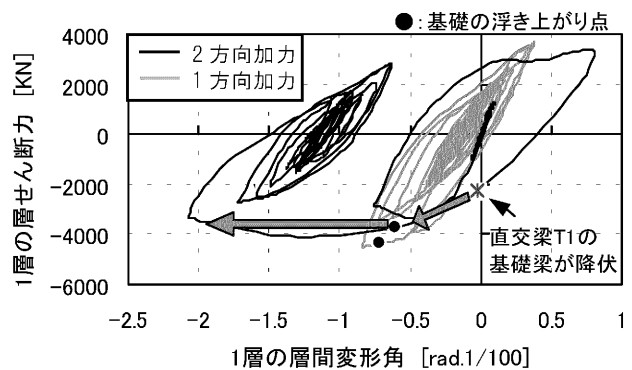 ●：基礎の浮き上がり点
2方向加力
1方向加力
1層の層せん断力 [KN]
4000
2000
0
-2000
-4000
-6000
直交梁T1の
基礎梁が降伏
-2.5 -2 -1.5 -1 -0.5 0 0.5 1
1層の層間変形角 [rad.1/100]